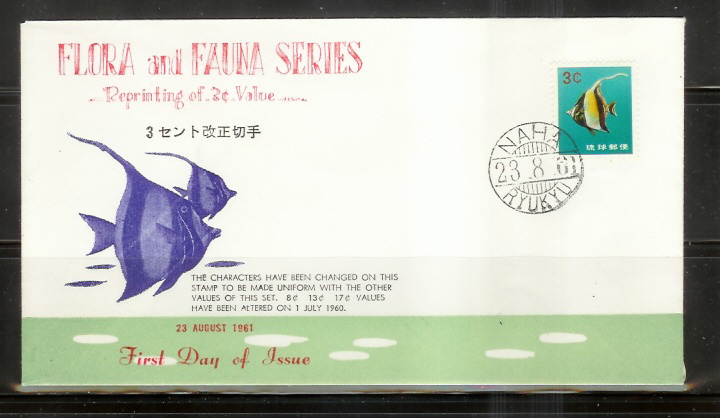 FLORA and FAUNA SERIES
Reprinting of 3¢ Value
3セント改正切手
3¢
琉球郵便
NAHA
23.8.61
RYUKYU
THE CHARACTERS HAVE BEEN CHANGED ON THIS
STAMP TO BE MADE UNIFORM WITH THE OTHER
VALUES OF THIS SET. 8¢ 13¢ 17¢ VALUES
HAVE BEEN ALTERED ON 1 JULY 1960.
23 AUGUST 1961
First Day of Issue